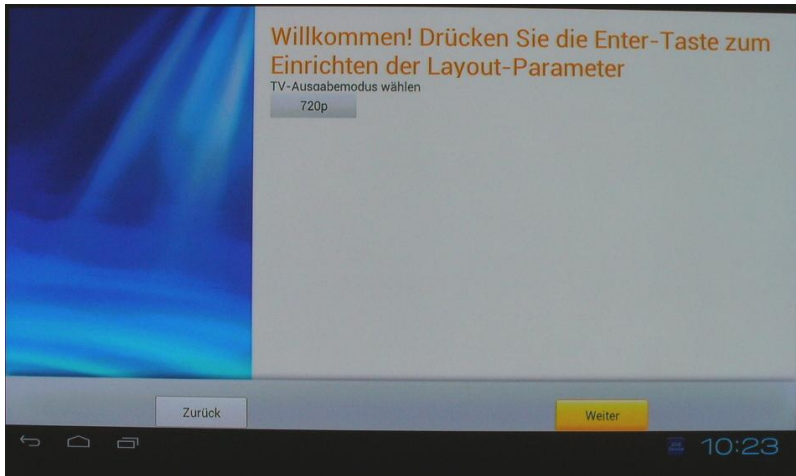 Willkommen! Drücken Sie die Enter-Taste zum
Einrichten der Layout-Parameter
TV-Ausgabemodus wählen
720p
Zurück
Weiter
10:23